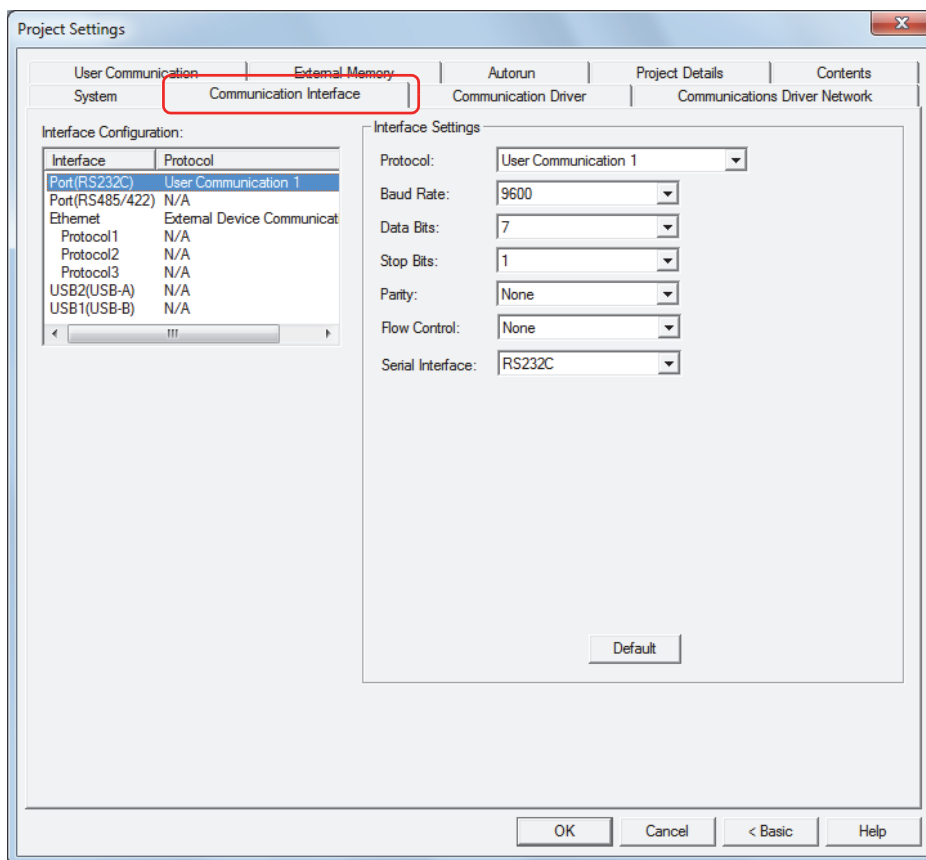 Project Settings
X
User Communication External Memory Autorun Project Details Contents
System Communication Interface Communication Driver Communications Driver Network
Interface Configuration:
Interface Protocol
Port(RS232C) User Communication 1
Port(RS485/422) N/A
Ethernet External Device Communicat
Protocol1 N/A
Protocol2 N/A
Protocol3 N/A
USB2(USB-A) N/A
USB1(USB-B) N/A
Interface Settings
Protocol: User Communication 1
Baud Rate: 9600
Data Bits: 7
Stop Bits: 1
Parity: None
Flow Control: None
Serial Interface: RS232C
Default
OK Cancel < Basic Help